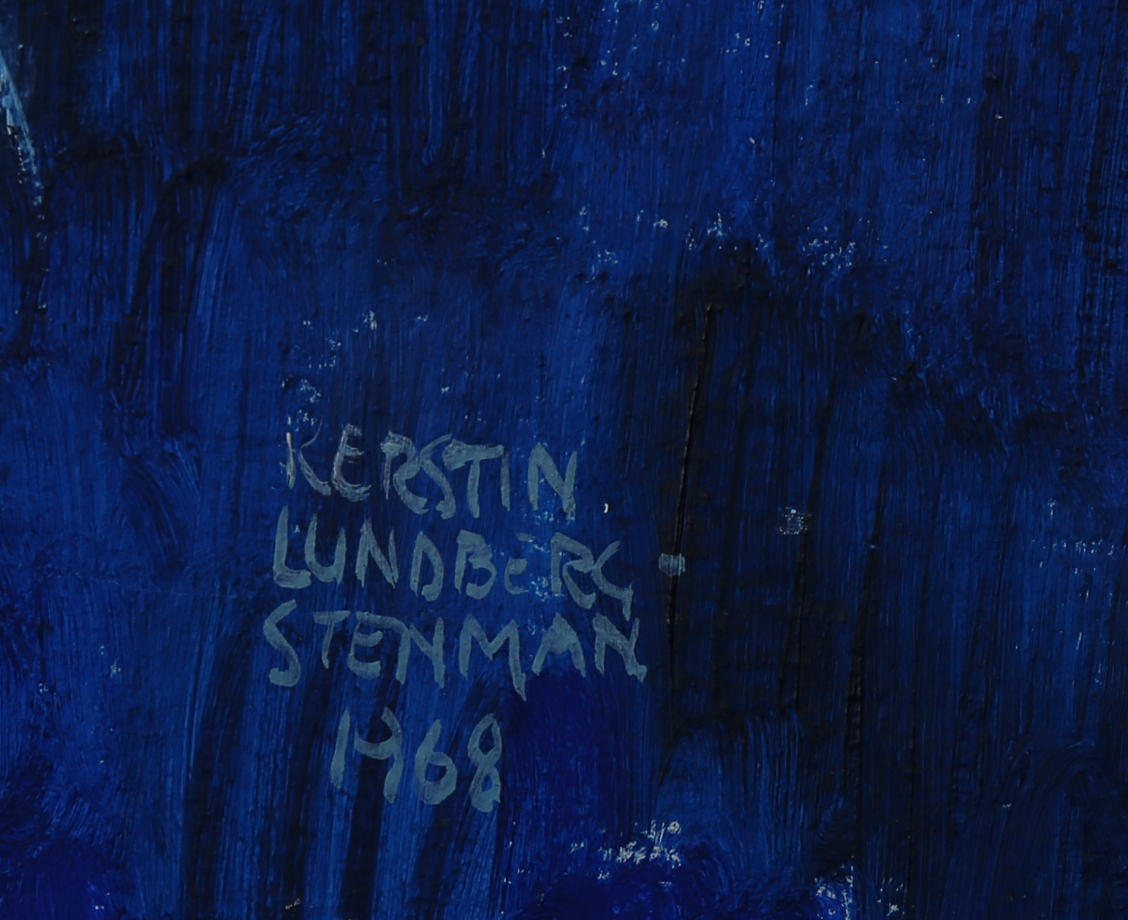 KERSTIN
LUNDBERG
STENMAN
1968